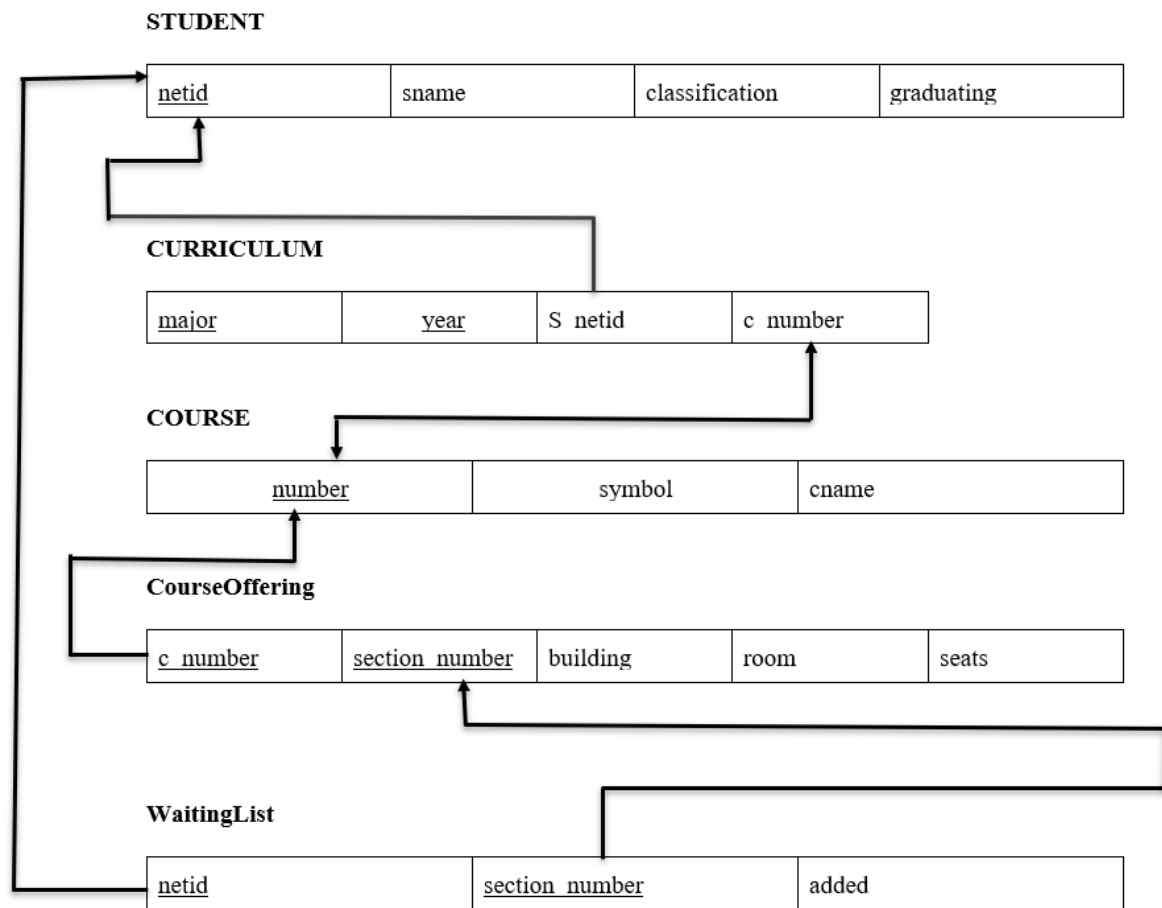 STUDENT
netid sname classification graduating
CURRICULUM
major year S_netid c_number
COURSE
number symbol cname
CourseOffering
c_number section_number building room seats
WaitingList
netid section_number added